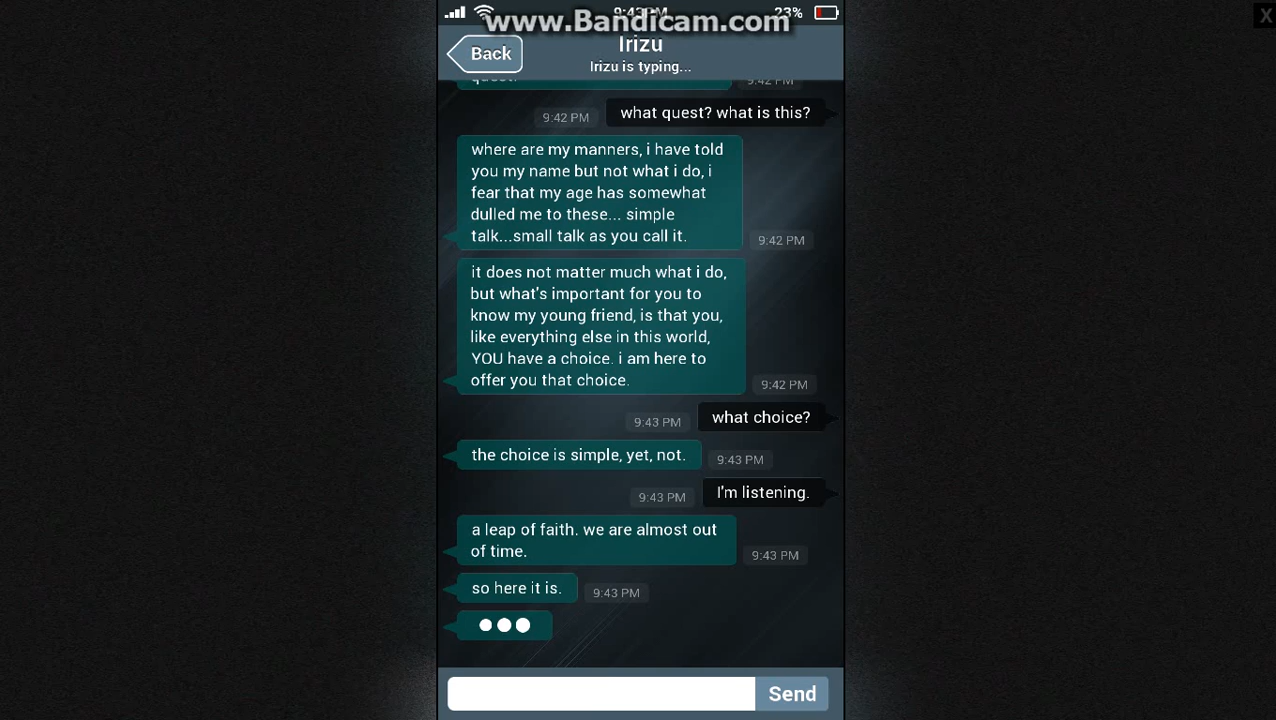 www.Bandicam.com
9:43PM
23%
Back
Irizu
Irizu is typing...
quest.
9:42 PM
9:42 PM
what quest? what is this?
where are my manners, i have told
you my name but not what i do, i
fear that my age has somewhat
dulled me to these... simple
talk...small talk as you call it.
9:42 PM
it does not matter much what i do,
but what's important for you to
know my young friend, is that you,
like everything else in this world,
YOU have a choice. i am here to
offer you that choice.
9:42 PM
9:43 PM
what choice?
the choice is simple, yet, not.
9:43 PM
9:43 PM
I'm listening.
a leap of faith. we are almost out
of time.
9:43 PM
so here it is.
9:43 PM
Send
X